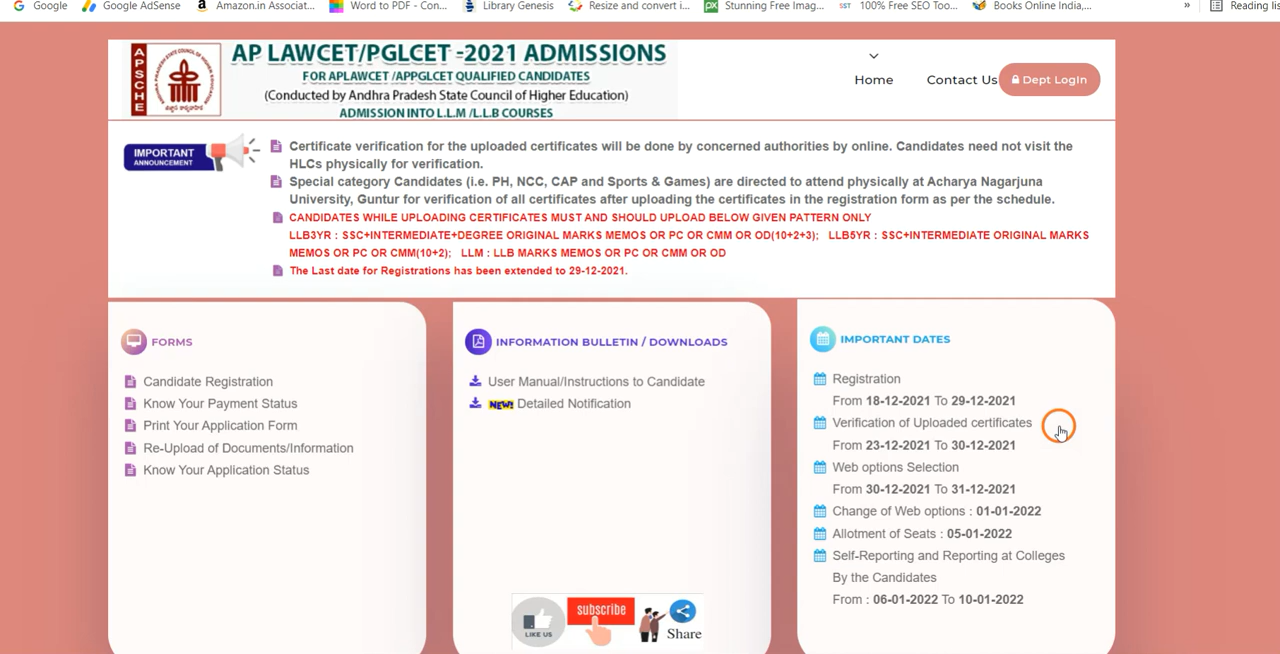 Google
Google AdSense
Amazon.in Associat...
Word to PDF - Con...
Library Genesis
Resize and convert i...
Stunning Free Imag...
SST 100% Free SEO Too...
Books Online India,...
»
Reading lis
APSCHE
AP LAWCET/PGLCET -2021 ADMISSIONS
FOR APLAWCET /APPGLCET QUALIFIED CANDIDATES
(Conducted by Andhra Pradesh State Council of Higher Education)
ADMISSION INTO L.L.M /L.L.B COURSES
Home
Contact Us
Dept LogIn
IMPORTANT
ANNOUNCEMENT
Certificate verification for the uploaded certificates will be done by concerned authorities by online. Candidates need not visit the
HLCs physically for verification.
Special category Candidates (i.e. PH, NCC, CAP and Sports & Games) are directed to attend physically at Acharya Nagarjuna
University, Guntur for verification of all certificates after uploading the certificates in the registration form as per the schedule.
CANDIDATES WHILE UPLOADING CERTIFICATES MUST AND SHOULD UPLOAD BELOW GIVEN PATTERN ONLY
LLB3YR : SSC+INTERMEDIATE+DEGREE ORIGINAL MARKS MEMOS OR PC OR CMM OR OD(10+2+3); LLB5YR : SSC+INTERMEDIATE ORIGINAL MARKS
MEMOS OR PC OR CMM(10+2); LLM : LLB MARKS MEMOS OR PC OR CMM OR OD
The Last date for Registrations has been extended to 29-12-2021.
FORMS
Candidate Registration
Know Your Payment Status
Print Your Application Form
Re-Upload of Documents/Information
Know Your Application Status
INFORMATION BULLETIN / DOWNLOADS
User Manual/Instructions to Candidate
NEW! Detailed Notification
IMPORTANT DATES
Registration
From 18-12-2021 To 29-12-2021
Verification of Uploaded certificates
From 23-12-2021 To 30-12-2021
Web options Selection
From 30-12-2021 To 31-12-2021
Change of Web options : 01-01-2022
Allotment of Seats : 05-01-2022
Self-Reporting and Reporting at Colleges
By the Candidates
From : 06-01-2022 To 10-01-2022
LIKE US
subscribe
Share